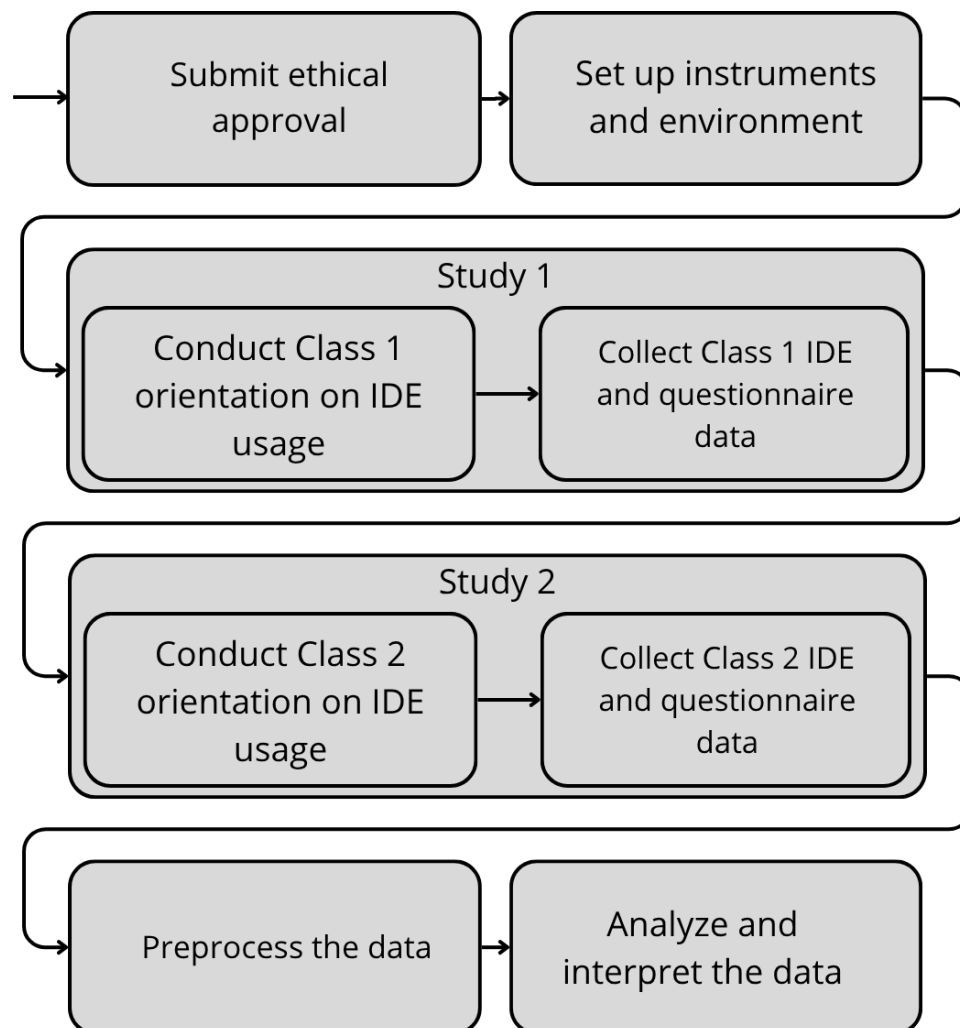 Submit ethical
approval
Set up instruments
and environment
Study 1
Conduct Class 1
orientation on IDE
usage
Collect Class 1 IDE
and questionnaire
data
Study 2
Conduct Class 2
orientation on IDE
usage
Collect Class 2 IDE
and questionnaire
data
Preprocess the data
Analyze and
interpret the data